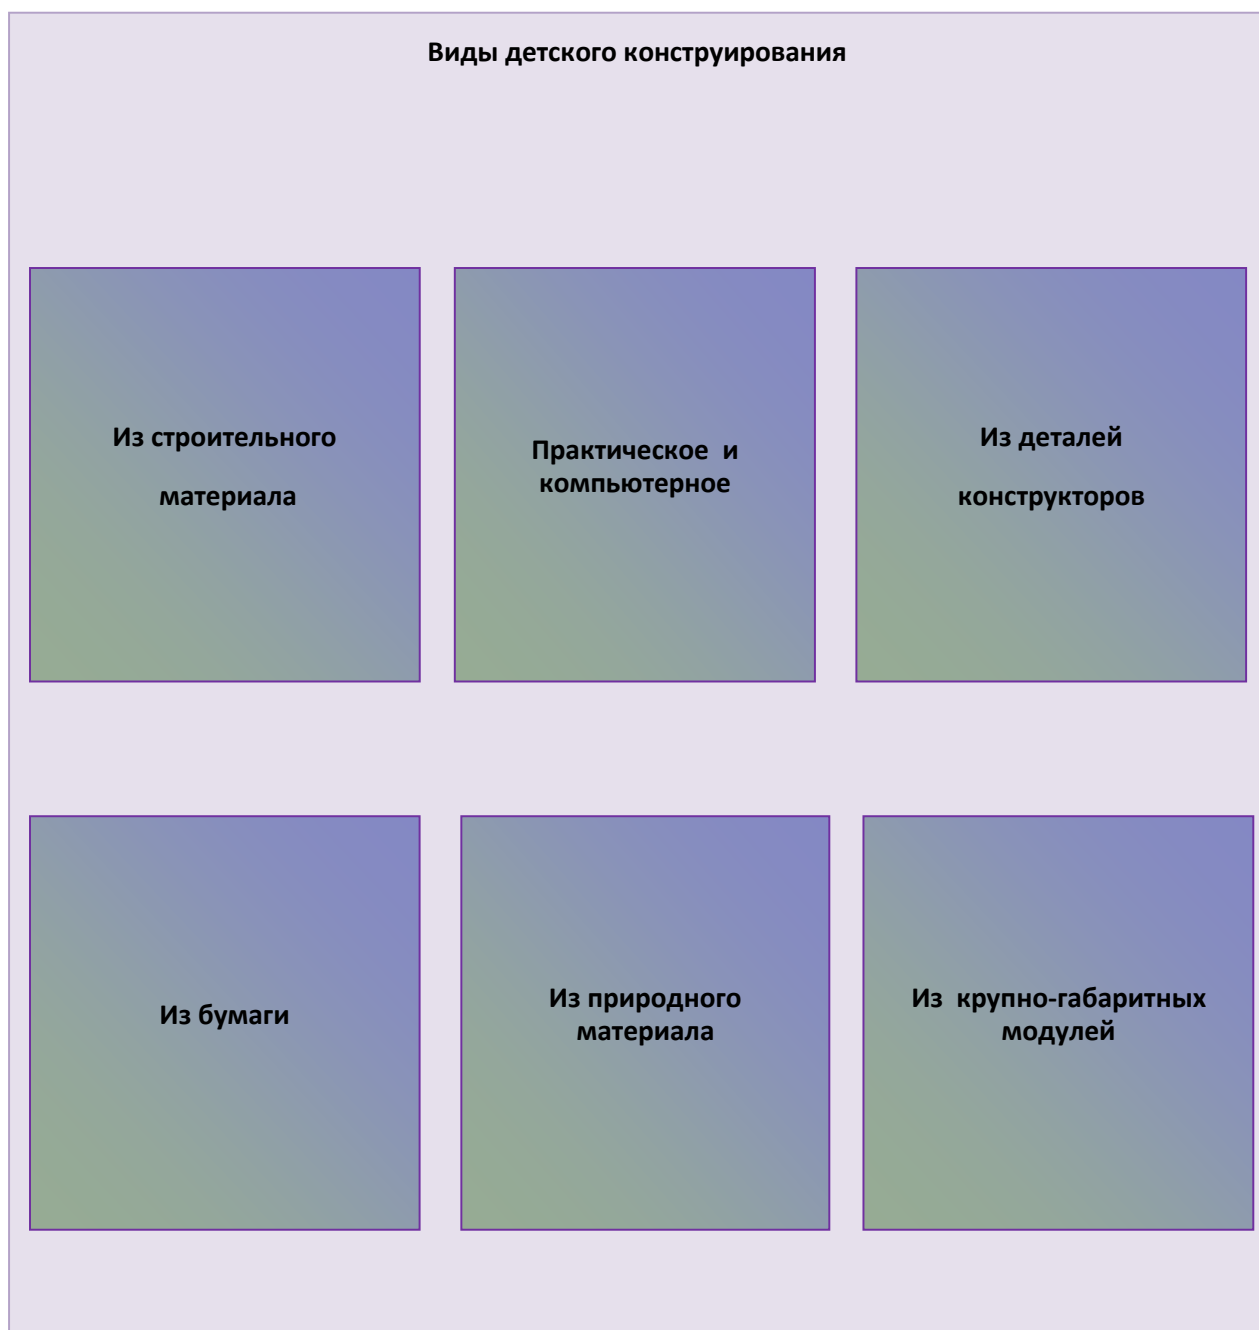 Виды детского конструирования
Из строительного
материала
Практическое  и
компьютерное
Из деталей
конструкторов
Из бумаги
Из природного
материала
Из  крупно-габаритных
модулей